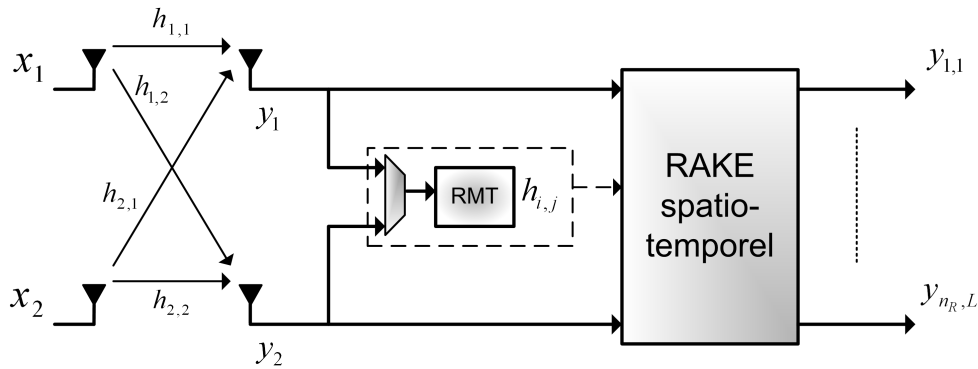 h1,1
y1,1
x1
h1,2
y1
RAKE
spatio-
temporel
RMT
hi,j
h2,1
x2
h2,2
y2
ynR,L